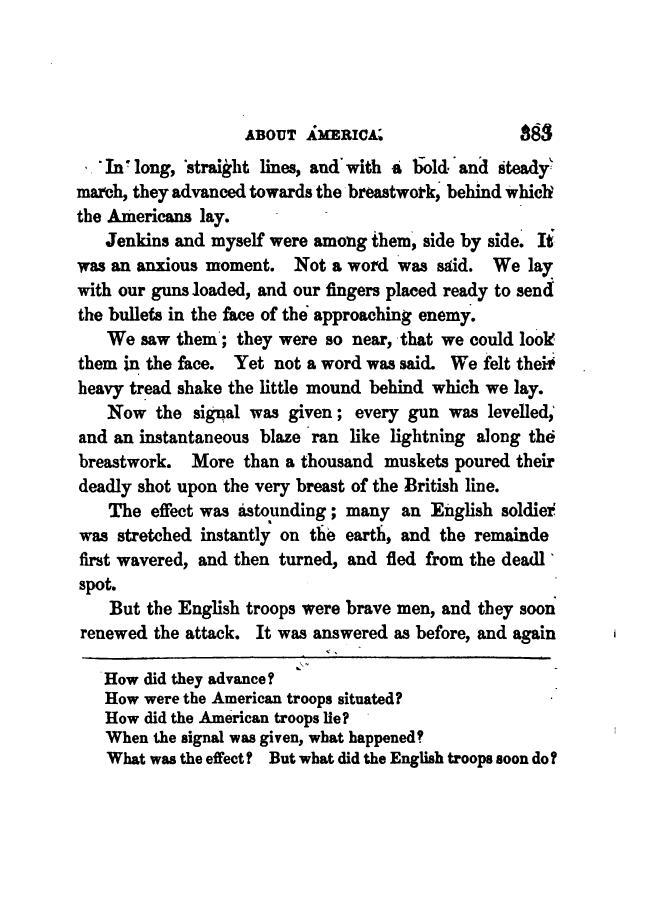 ABOUT AMERICA. 383
In long, straight lines, and with a bold and steady
march, they advanced towards the breastwork, behind which
the Americans lay.
Jenkins and myself were among them, side by side. It
was an anxious moment. Not a word was said. We lay
with our guns loaded, and our fingers placed ready to send
the bullets in the face of the approaching enemy.
We saw them; they were so near, that we could look
them in the face. Yet not a word was said. We felt their
heavy tread shake the little mound behind which we lay.
Now the signal was given; every gun was levelled,
and an instantaneous blaze ran like lightning along the
breastwork. More than a thousand muskets poured their
deadly shot upon the very breast of the British line.
The effect was astounding; many an English soldier
was stretched instantly on the earth, and the remainde
first wavered, and then turned, and fled from the deadl
spot.
But the English troops were brave men, and they soon
renewed the attack. It was answered as before, and again
How did they advance?
How were the American troops situated?
How did the American troops lie?
When the signal was given, what happened?
What was the effect? But what did the English troops soon do?